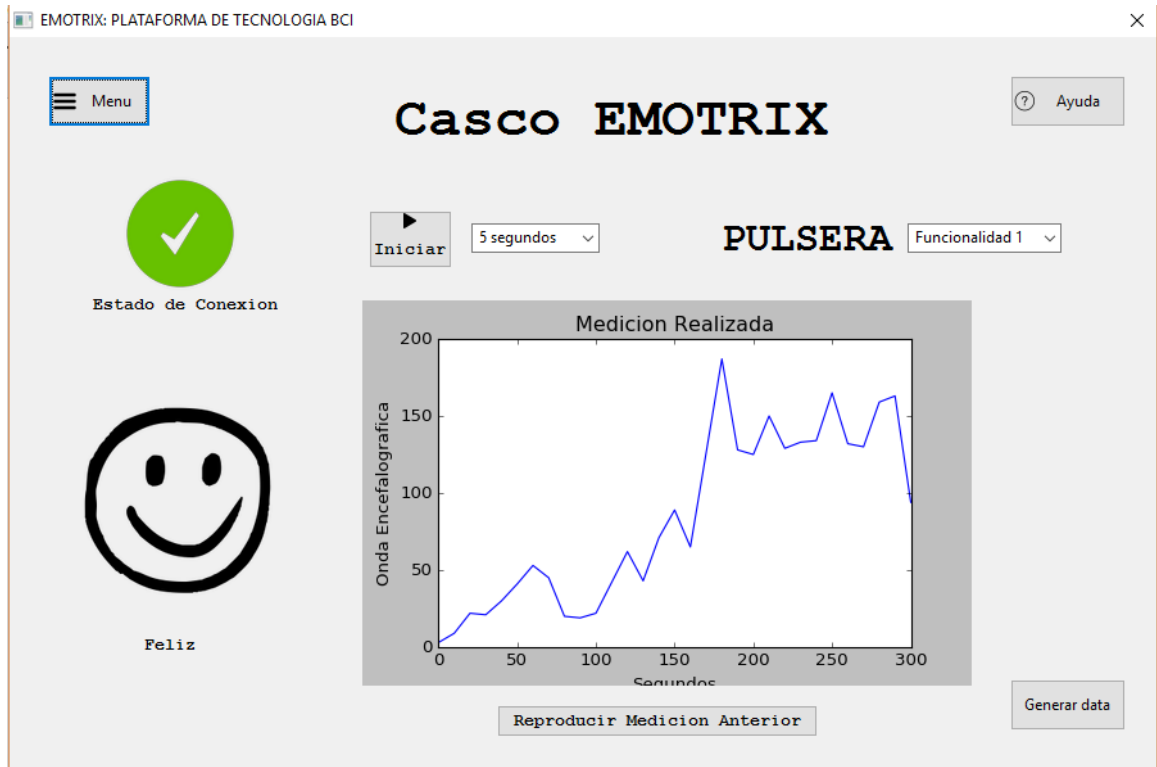 EMOTRIX: PLATAFORMA DE TECNOLOGIA BCI
Menu
Casco EMOTRIX
Ayuda
Iniciar
5 segundos
PULSERA
Funcionalidad 1
Estado de Conexion
Medicion Realizada
200
150
100
50
0
Onda Encefalografica
0 50 100 150 200 250 300
Segundos
Feliz
Reproducir Medicion Anterior
Generar data